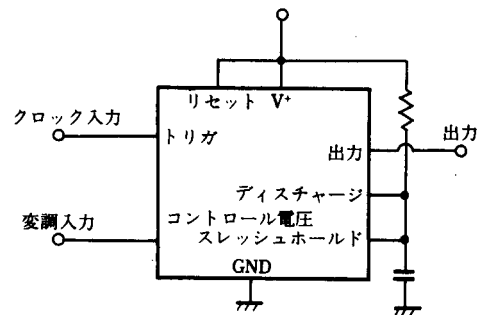 リセット V⁺
クロック入力
トリガ
出力
出力
ディスチャージ
変調入力
コントロール電圧
スレッシュホールド
GND